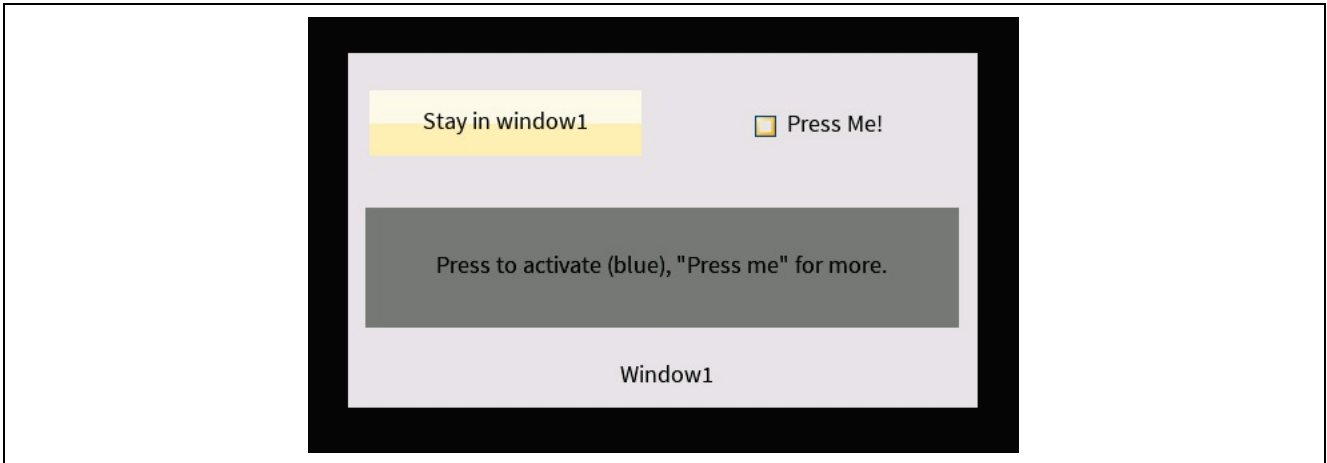 Stay in window1
Press Me!
Press to activate (blue), "Press me" for more.
Window1